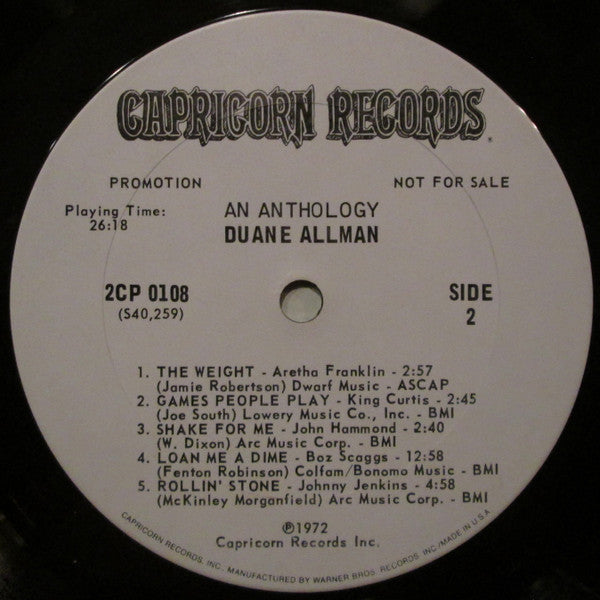 CAPRICORN RECORDS
PROMOTION NOT FOR SALE
Playing Time: AN ANTHOLOGY
26:18 DUANE ALLMAN
2CP 0108 SIDE
(S40,259) 2
1. THE WEIGHT - Aretha Franklin - 2:57
(Jamie Robertson) Dwarf Music - ASCAP
2. GAMES PEOPLE PLAY - King Curtis - 2:45
(Joe South) Lowery Music Co., Inc. - BMI
3. SHAKE FOR ME - John Hammond - 2:40
(W. Dixon) Arc Music Corp. - BMI
4. LOAN ME A DIME - Boz Scaggs - 12:58
(Fenton Robinson) Colfam/Bonomo Music - BMI
5. ROLLIN' STONE - Johnny Jenkins - 4:58
(McKinley Morganfield) Arc Music Corp. - BMI
℗1972
Capricorn Records Inc.
CAPRICORN RECORDS, INC. MANUFACTURED BY WARNER BROS. RECORDS, INC./MADE IN U.S.A.